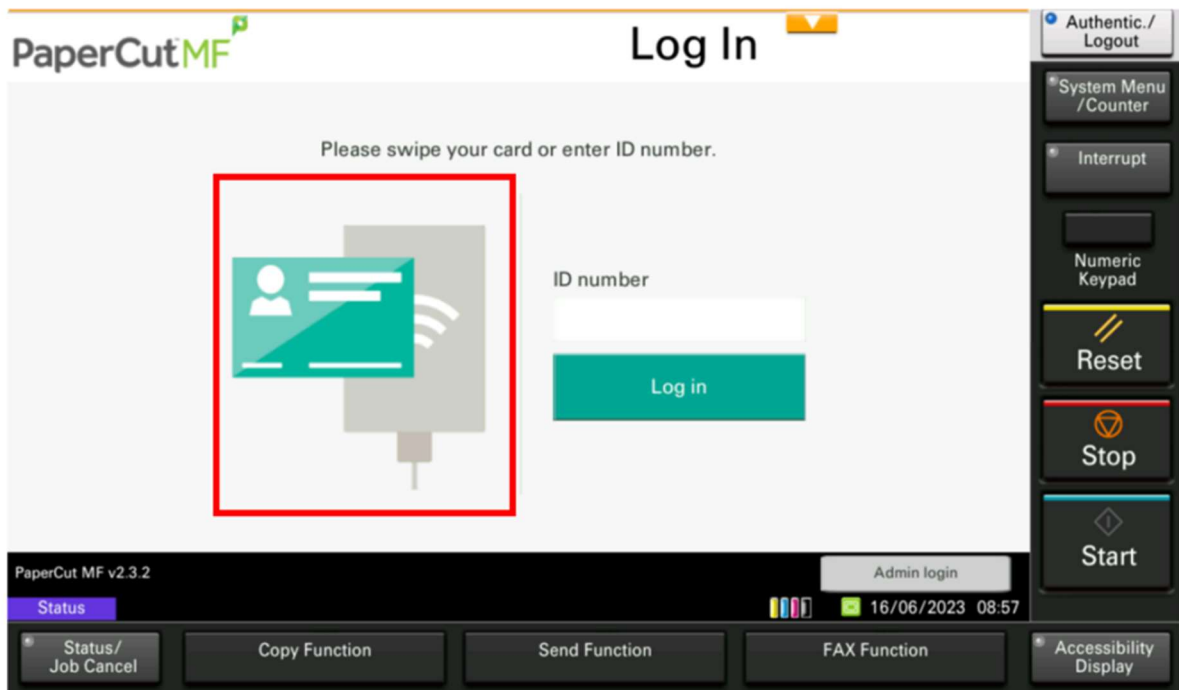 PaperCut MF
Log In
Authentic./
Logout
System Menu
/Counter
Interrupt
Please swipe your card or enter ID number.
Numeric
Keypad
ID number
Reset
Log in
Stop
Start
PaperCut MF v2.3.2
Admin login
Status
16/06/2023 08:57
Status/
Job Cancel
Copy Function
Send Function
FAX Function
Accessibility
Display